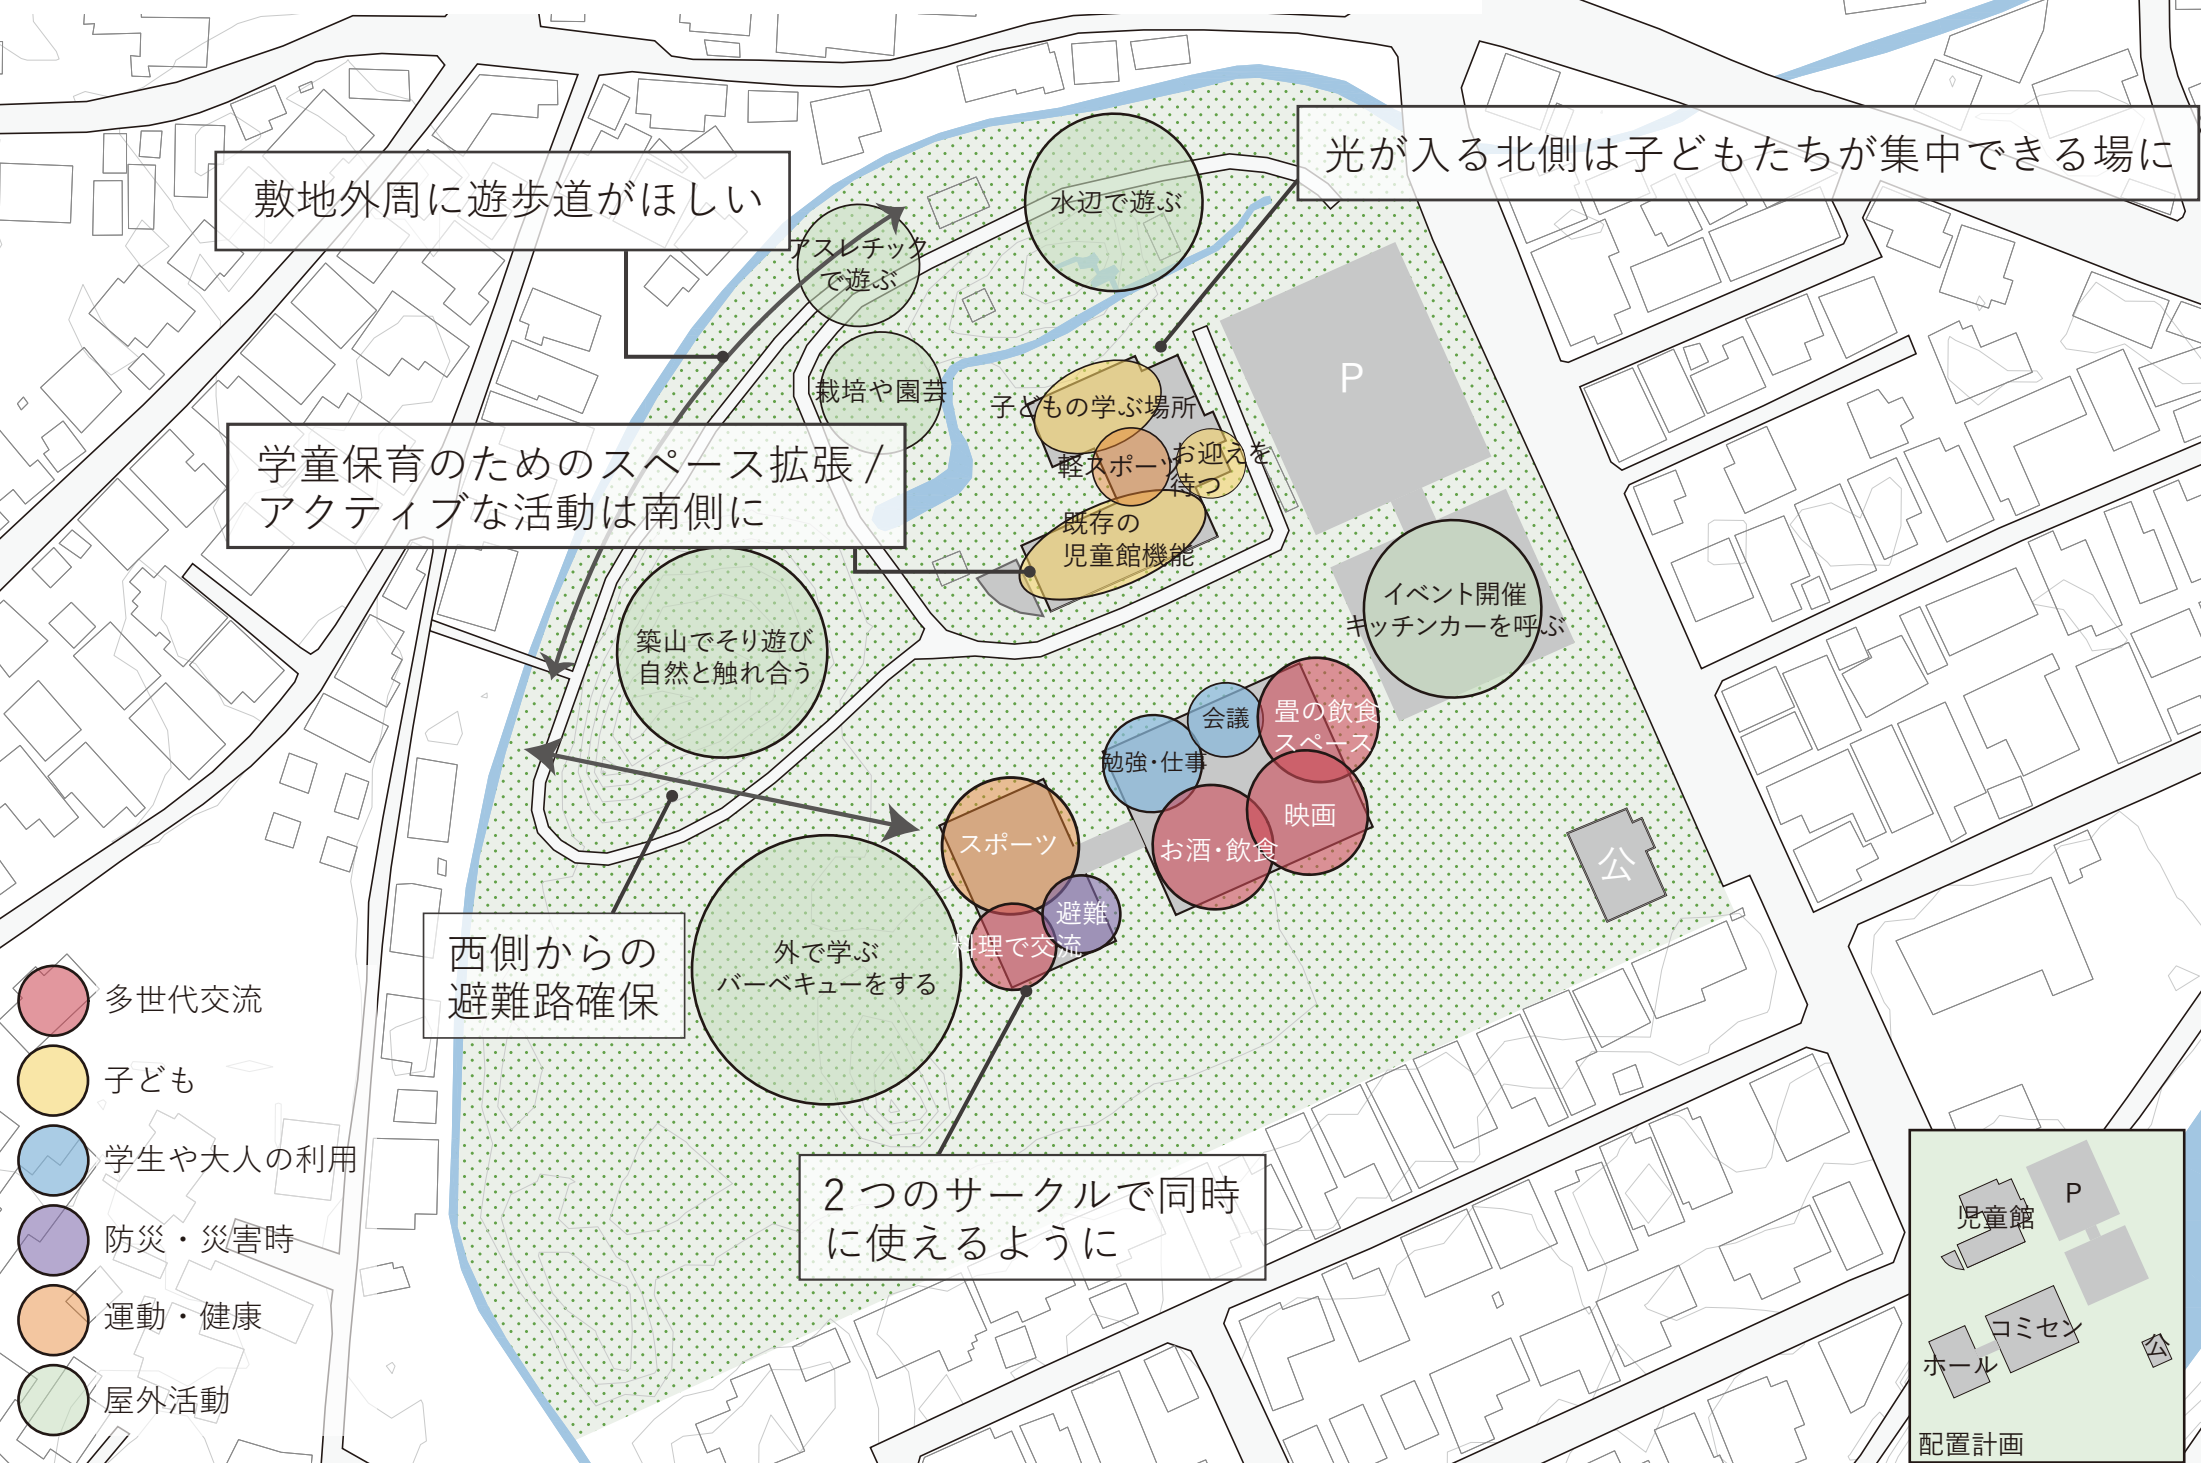 光が入る北側は子どもたちが集中できる場に
敷地外周に遊歩道がほしい
水辺で遊ぶ
アスレチック
で遊ぶ
栽培や園芸
P
子どもの学ぶ場所
軽スポーツ
お迎えを
待つ
既存の
児童館機能
学童保育のためのスペース拡張 /
アクティブな活動は南側に
イベント開催
キッチンカーを呼ぶ
築山でそり遊び
自然と触れ合う
会議
畳の飲食
スペース
勉強・仕事
映画
お酒・飲食
スポーツ
公
避難
料理で交流
外で学ぶ
バーベキューをする
西側からの
避難路確保
2 つのサークルで同時
に使えるように
多世代交流
子ども
学生や大人の利用
防災・災害時
運動・健康
屋外活動
P
児童館
コミセン
ホール
公
配置計画